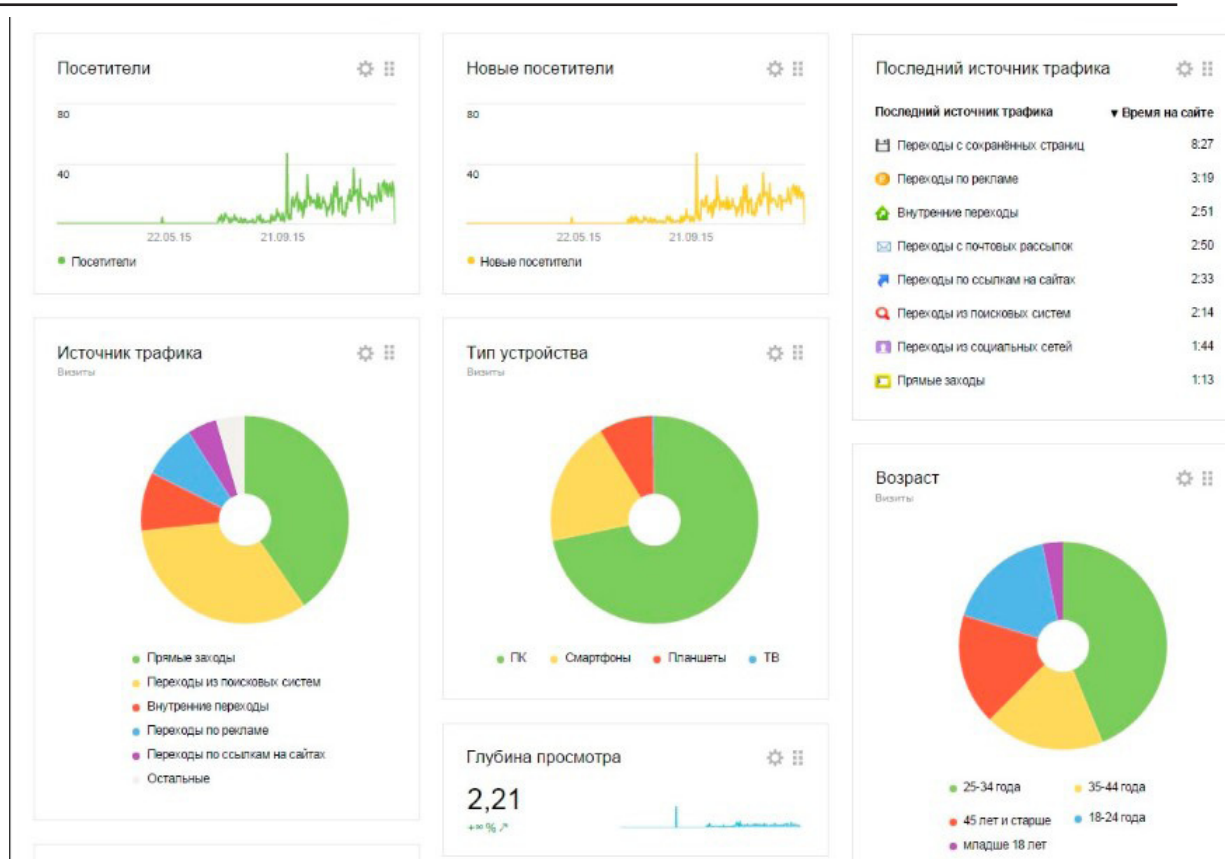 Посетители
80
40
22.05.15 21.09.15
Посетители
Новые посетители
80
40
22.05.15 21.09.15
Новые посетители
Последний источник трафика
Последний источник трафика ▼ Время на сайте
Переходы с сохранённых страниц 8:27
Переходы по рекламе 3:19
Внутренние переходы 2:51
Переходы с почтовых рассылок 2:50
Переходы по ссылкам на сайтах 2:33
Переходы из поисковых систем 2:14
Переходы из социальных сетей 1:44
Прямые заходы 1:13
Источник трафика
Визиты
Прямые заходы
Переходы из поисковых систем
Внутренние переходы
Переходы по рекламе
Переходы по ссылкам на сайтах
Остальные
Тип устройства
Визиты
ПК Смартфоны Планшеты ТВ
Глубина просмотра
2,21
+∞ % ↗
Возраст
Визиты
25-34 года 35-44 года
45 лет и старше 18-24 года
младше 18 лет